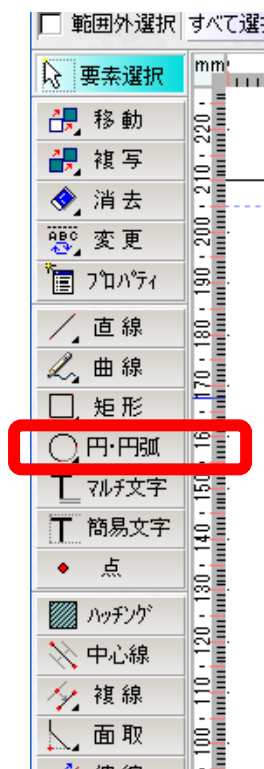 範囲外選択 すべて選
要素選択 mm
移動
複写
消去
ABC 変更
ﾌﾟﾛﾊﾟﾃｨ
直線
曲線
矩形
円・円弧
T ﾏﾙﾁ文字
T 簡易文字
点
ﾊｯﾁﾝｸﾞ
中心線
複線
面取
220
210
200
190
180
170
16
150
140
130
120
110
100